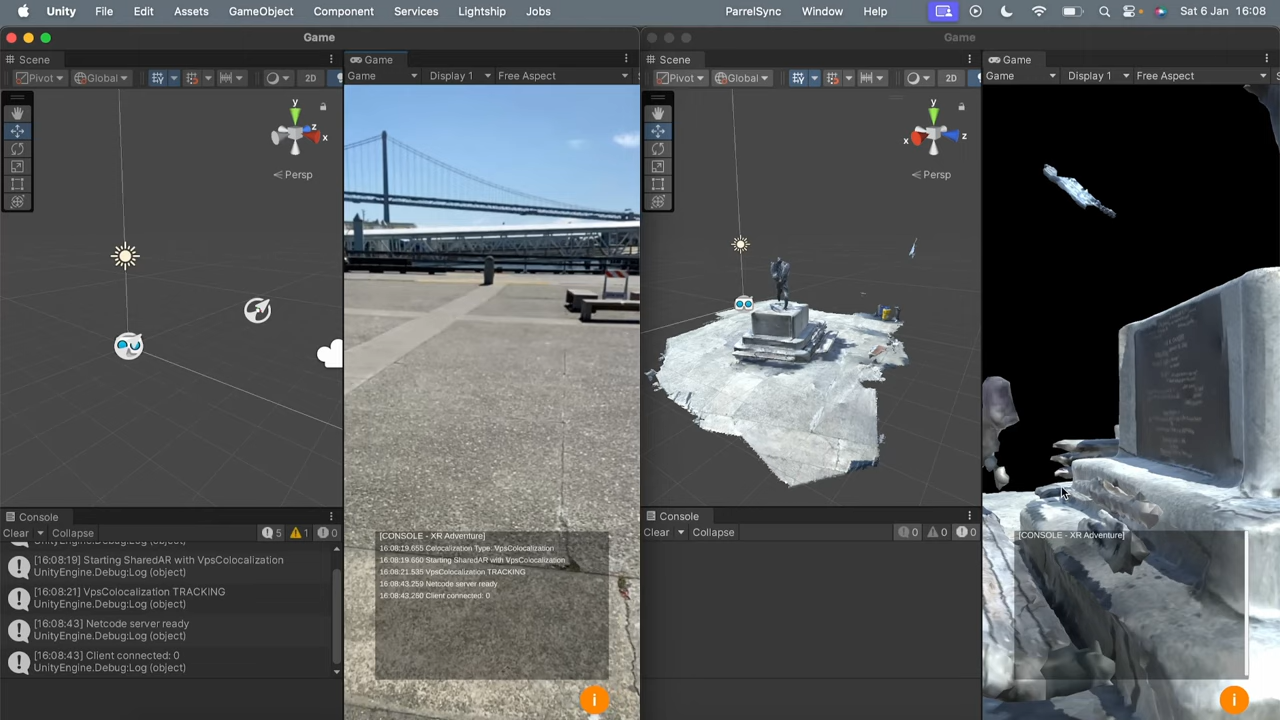 Unity File Edit Assets GameObject Component Services Lightship Jobs ParrelSync Window Help Sat 6 Jan 16:08
Game
Scene
Game
Pivot Global 2D
Game Display 1 Free Aspect
y
z
x
Persp
[CONSOLE - XR Adventure]
16:08:19.655 Colocalization Type: VpsColocalization
16:08:19.660 Starting SharedAR with VpsColocalization
16:08:21.535 VpsColocalization TRACKING
16:08:43.259 Netcode server ready
16:08:43.260 Client connected: 0
i
Console
Clear Collapse 5 1 0
UnityEngine.Debug:Log (object)
[16:08:19] Starting SharedAR with VpsColocalization
UnityEngine.Debug:Log (object)
[16:08:21] VpsColocalization TRACKING
UnityEngine.Debug:Log (object)
[16:08:43] Netcode server ready
UnityEngine.Debug:Log (object)
[16:08:43] Client connected: 0
UnityEngine.Debug:Log (object)
Game
Scene
Game
Pivot Global 2D
Game Display 1 Free Aspect
y
x
z
Persp
Console
Clear Collapse 0 0 0
[CONSOLE - XR Adventure]
i